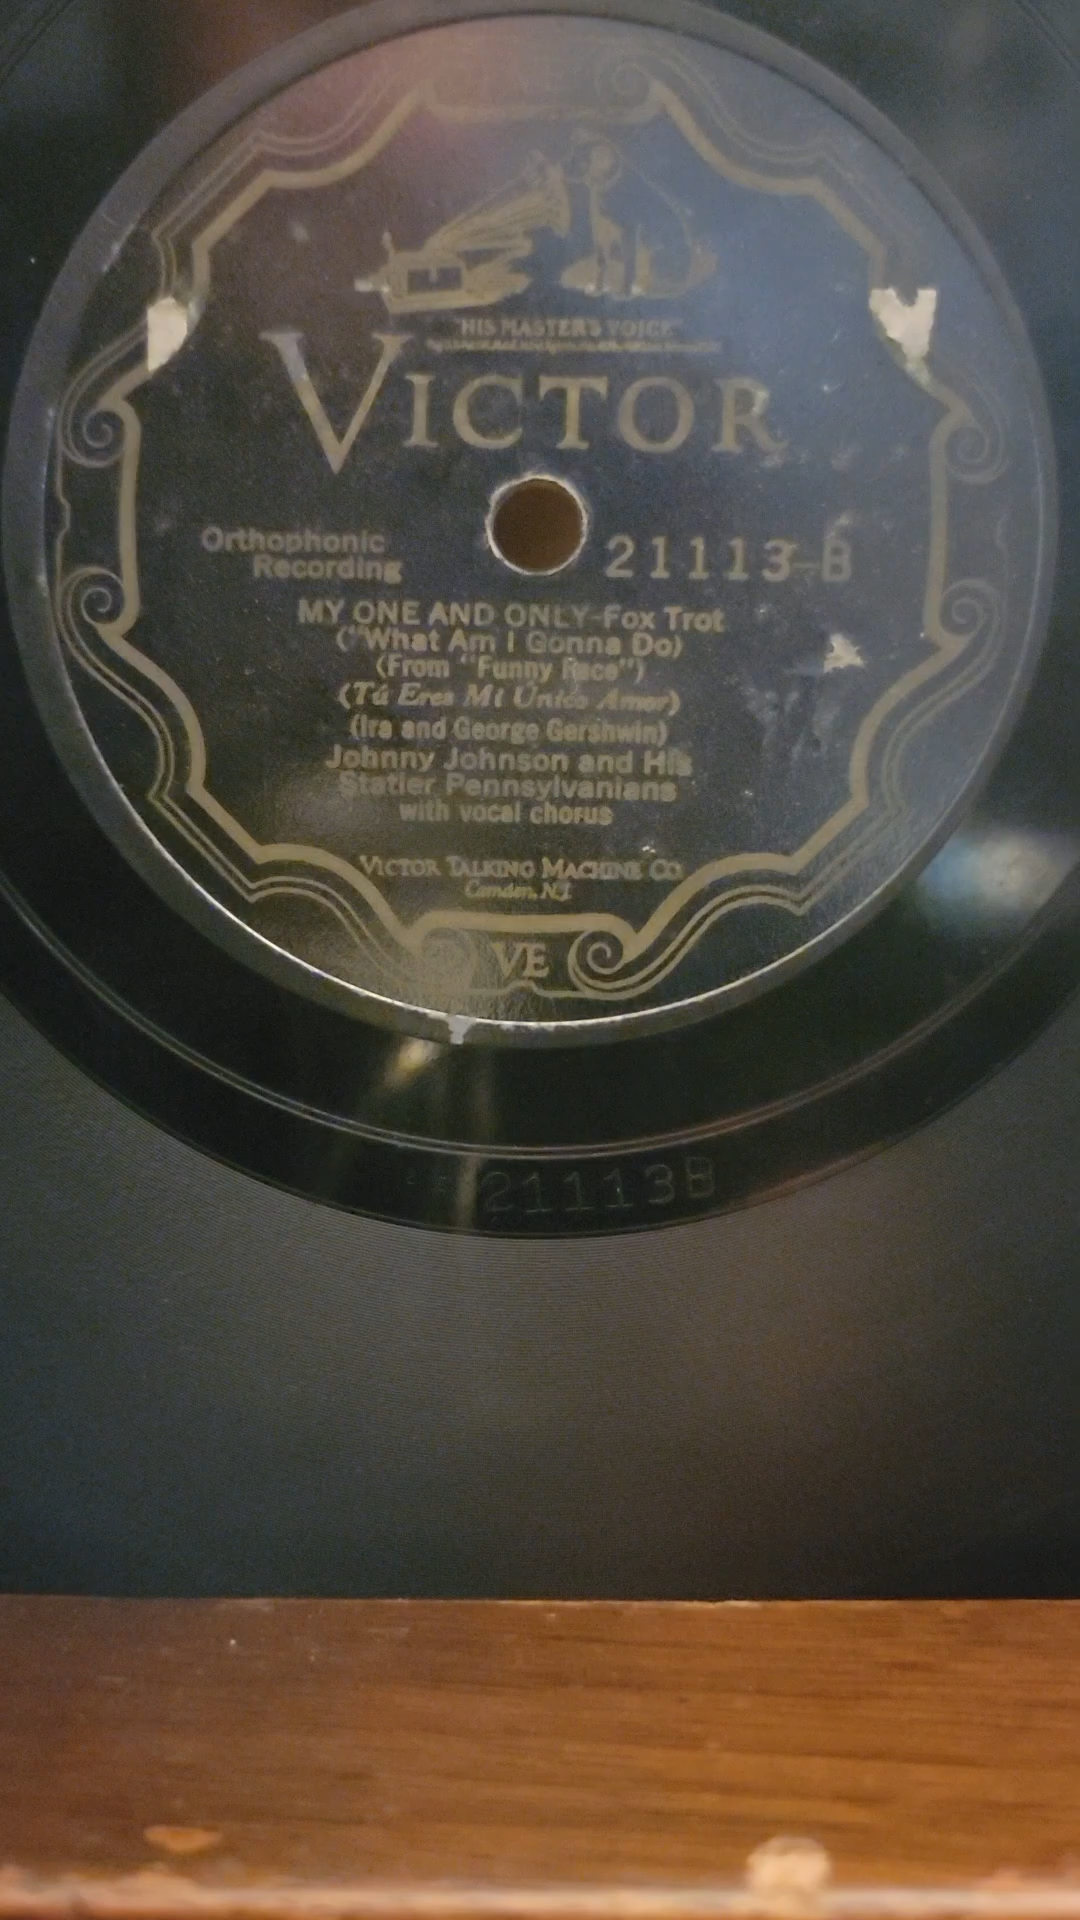 "HIS MASTER'S VOICE"
VICTOR
Orthophonic
Recording
21113-B
MY ONE AND ONLY-Fox Trot
("What Am I Gonna Do)
(From "Funny Face")
(Tú Eres Mi Único Amor)
(Ira and George Gershwin)
Johnny Johnson and His
Statler Pennsylvanians
with vocal chorus
VICTOR TALKING MACHINE CO.
Camden, N.J.
VE
21113B